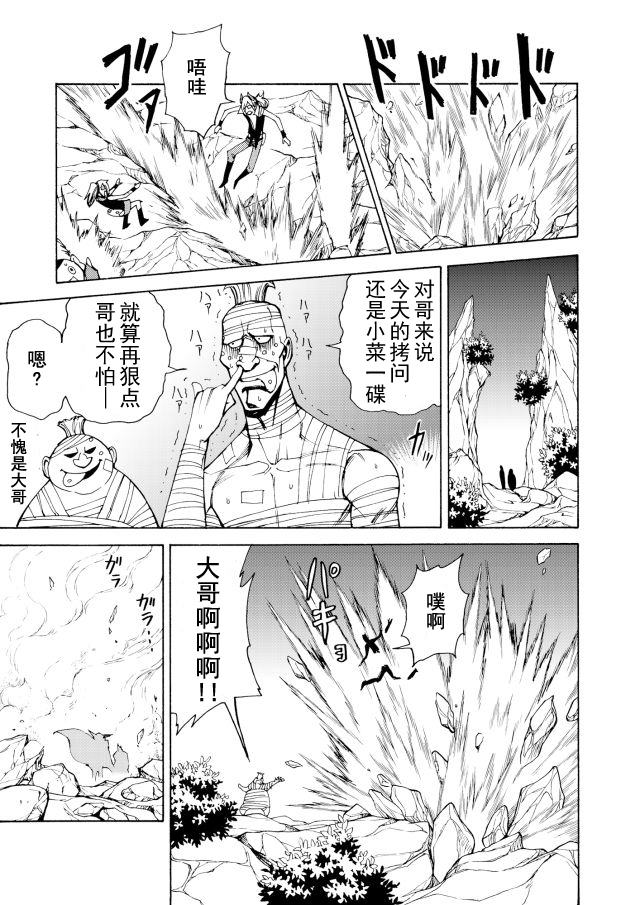 ド
ド
ド
ド
ゴァ
唔哇
对哥来说
今天的拷问
还是小菜一碟
ハァ
ハァ
ハァ
ハァ
就算再狠点
哥也不怕—
嗯?
不愧是大哥
噗啊
パキョ
大哥啊啊啊!!
ガラ
ガラ…